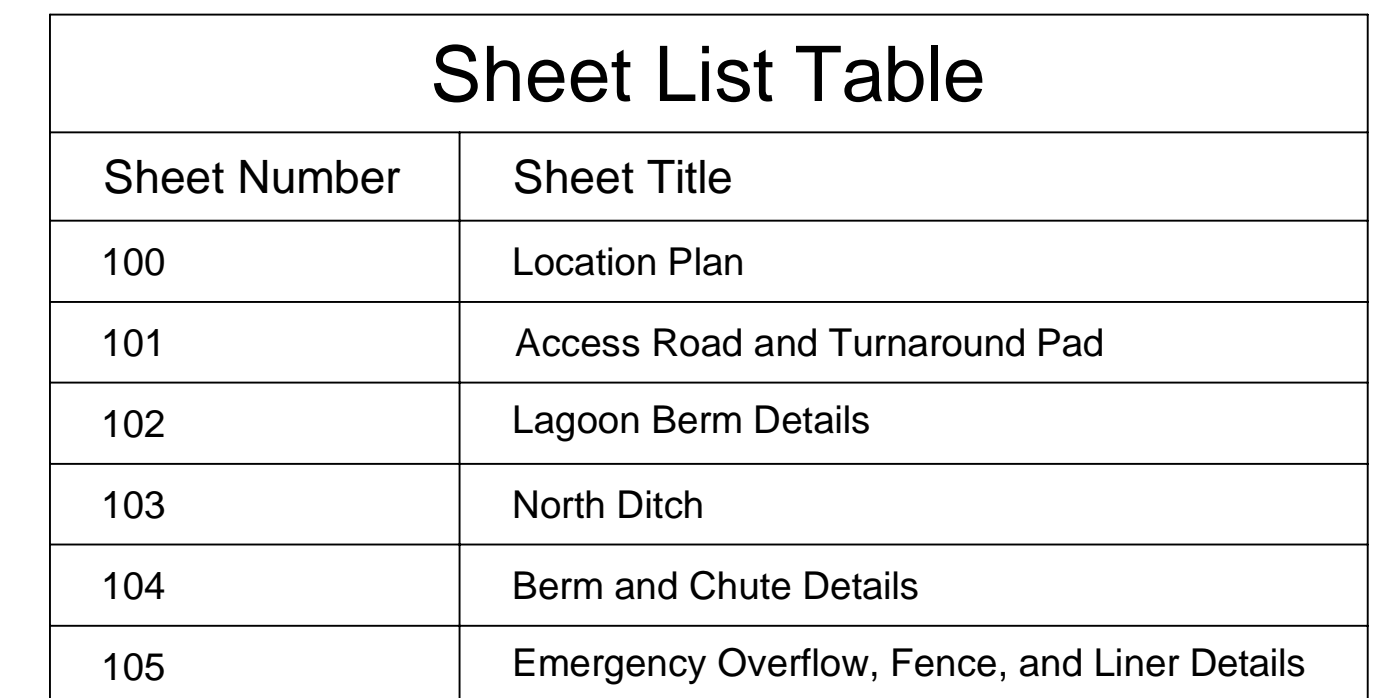 Sheet List Table
Sheet Number Sheet Title
100 Location Plan
101 Access Road and Turnaround Pad
102 Lagoon Berm Details
103 North Ditch
104 Berm and Chute Details
105 Emergency Overflow, Fence, and Liner Details